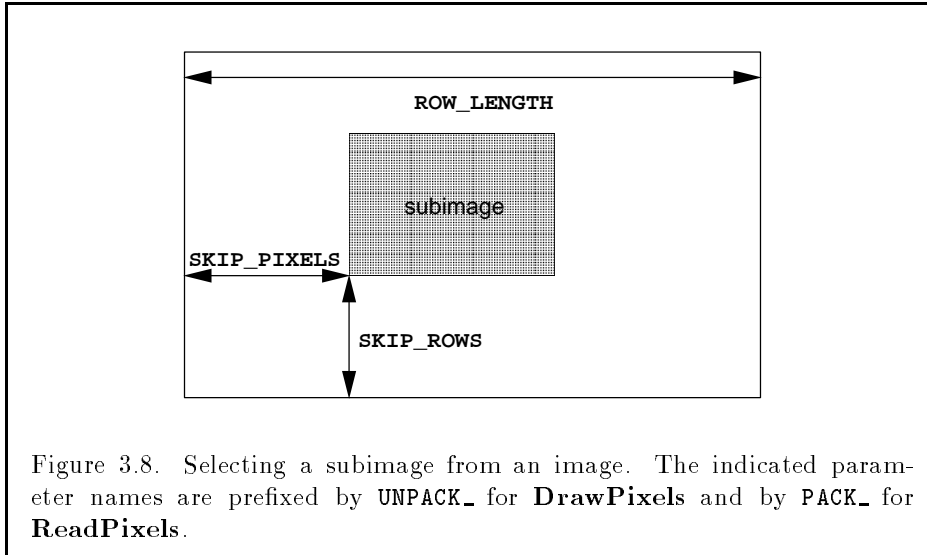 ROW_LENGTH
subimage
SKIP_PIXELS
SKIP_ROWS
Figure 3.8. Selecting a subimage from an image. The indicated param-
eter names are prefixed by UNPACK_ for DrawPixels and by PACK_ for
ReadPixels.